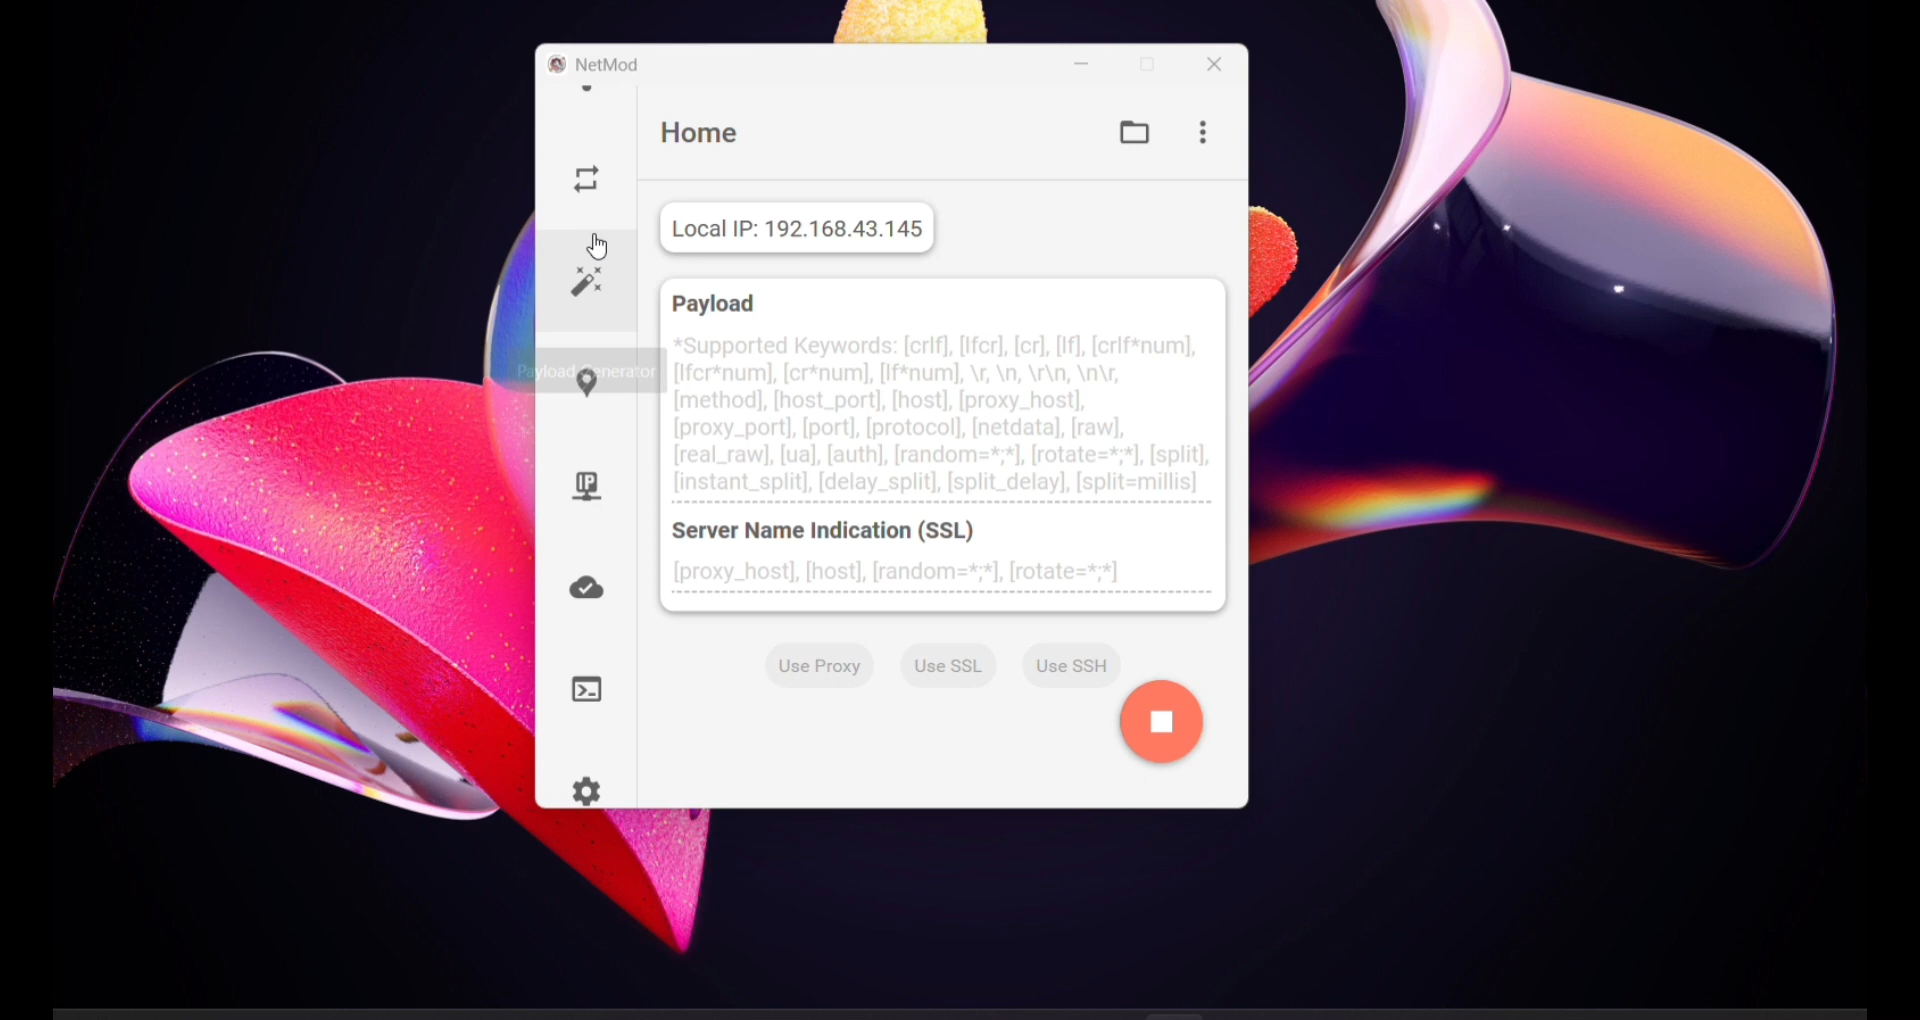 NetMod
Home
Local IP: 192.168.43.145
Payload
*Supported Keywords: [crlf], [lfcr], [cr], [lf], [crlf*num],
[lfcr*num], [cr*num], [lf*num], \r, \n, \r\n, \n\r,
[method], [host_port], [host], [proxy_host],
[proxy_port], [port], [protocol], [netdata], [raw],
[real_raw], [ua], [auth], [random=*;*], [rotate=*;*], [split],
[instant_split], [delay_split], [split_delay], [split=millis]
Payload Generator
IP
Server Name Indication (SSL)
[proxy_host], [host], [random=*;*], [rotate=*;*]
Use Proxy
Use SSL
Use SSH